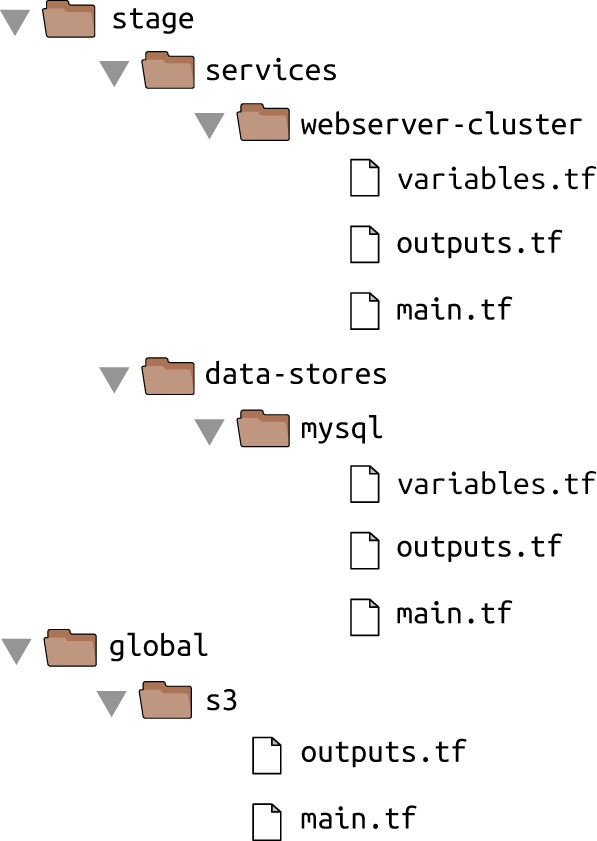 stage
services
webserver-cluster
variables.tf
outputs.tf
main.tf
data-stores
mysql
variables.tf
outputs.tf
main.tf
global
s3
outputs.tf
main.tf